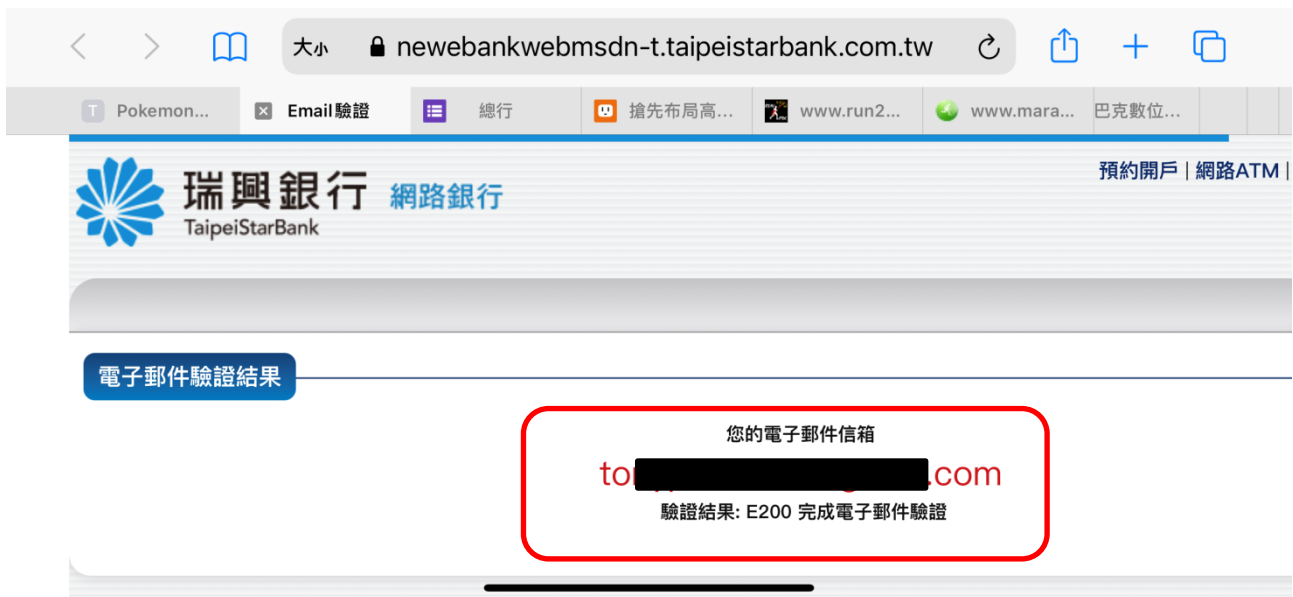 大小 newebankwebmsdn-t.taipeistarbank.com.tw
T Pokemon... Email驗證 總行 搶先布局高... www.run2... www.mara... 巴克數位...
預約開戶 | 網路ATM |
瑞興銀行 網路銀行
TaipeiStarBank
電子郵件驗證結果
您的電子郵件信箱
.com
驗證結果: E200 完成電子郵件驗證